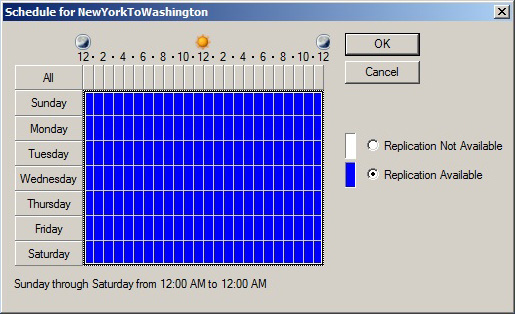 Schedule for NewYorkToWashington
12 · 2 · 4 · 6 · 8 · 10 · 12 · 2 · 4 · 6 · 8 · 10 · 12
OK
Cancel
All
Sunday
Monday
Tuesday
Wednesday
Thursday
Friday
Saturday
Replication Not Available
Replication Available
Sunday through Saturday from 12:00 AM to 12:00 AM